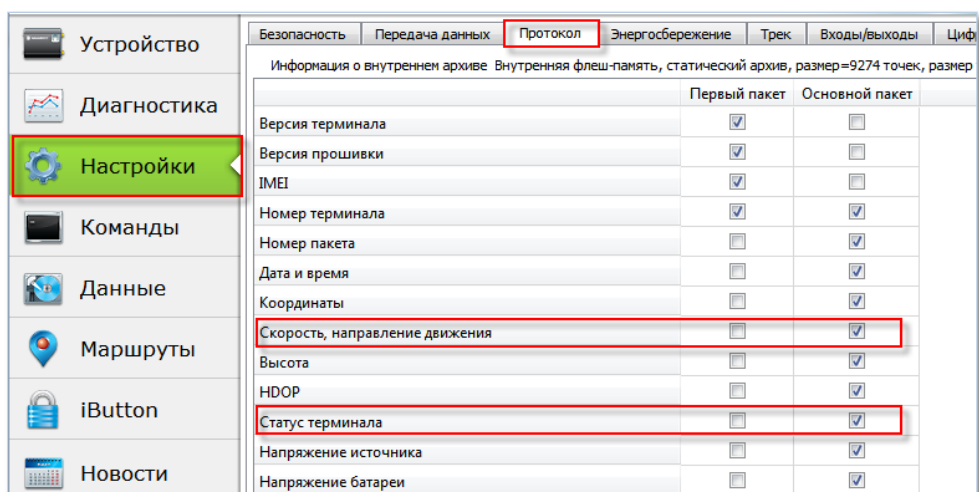 Устройство
Диагностика
Настройки
Команды
Данные
Маршруты
iButton
Новости
Безопасность Передача данных Протокол Энергосбережение Трек Входы/выходы
Информация о внутреннем архиве Внутренняя флеш-память, статический архив, размер=9274 точек, размер
Первый пакет Основной пакет
Версия терминала
Версия прошивки
IMEI
Номер терминала
Номер пакета
Дата и время
Координаты
Скорость, направление движения
Высота
HDOP
Статус терминала
Напряжение источника
Напряжение батареи